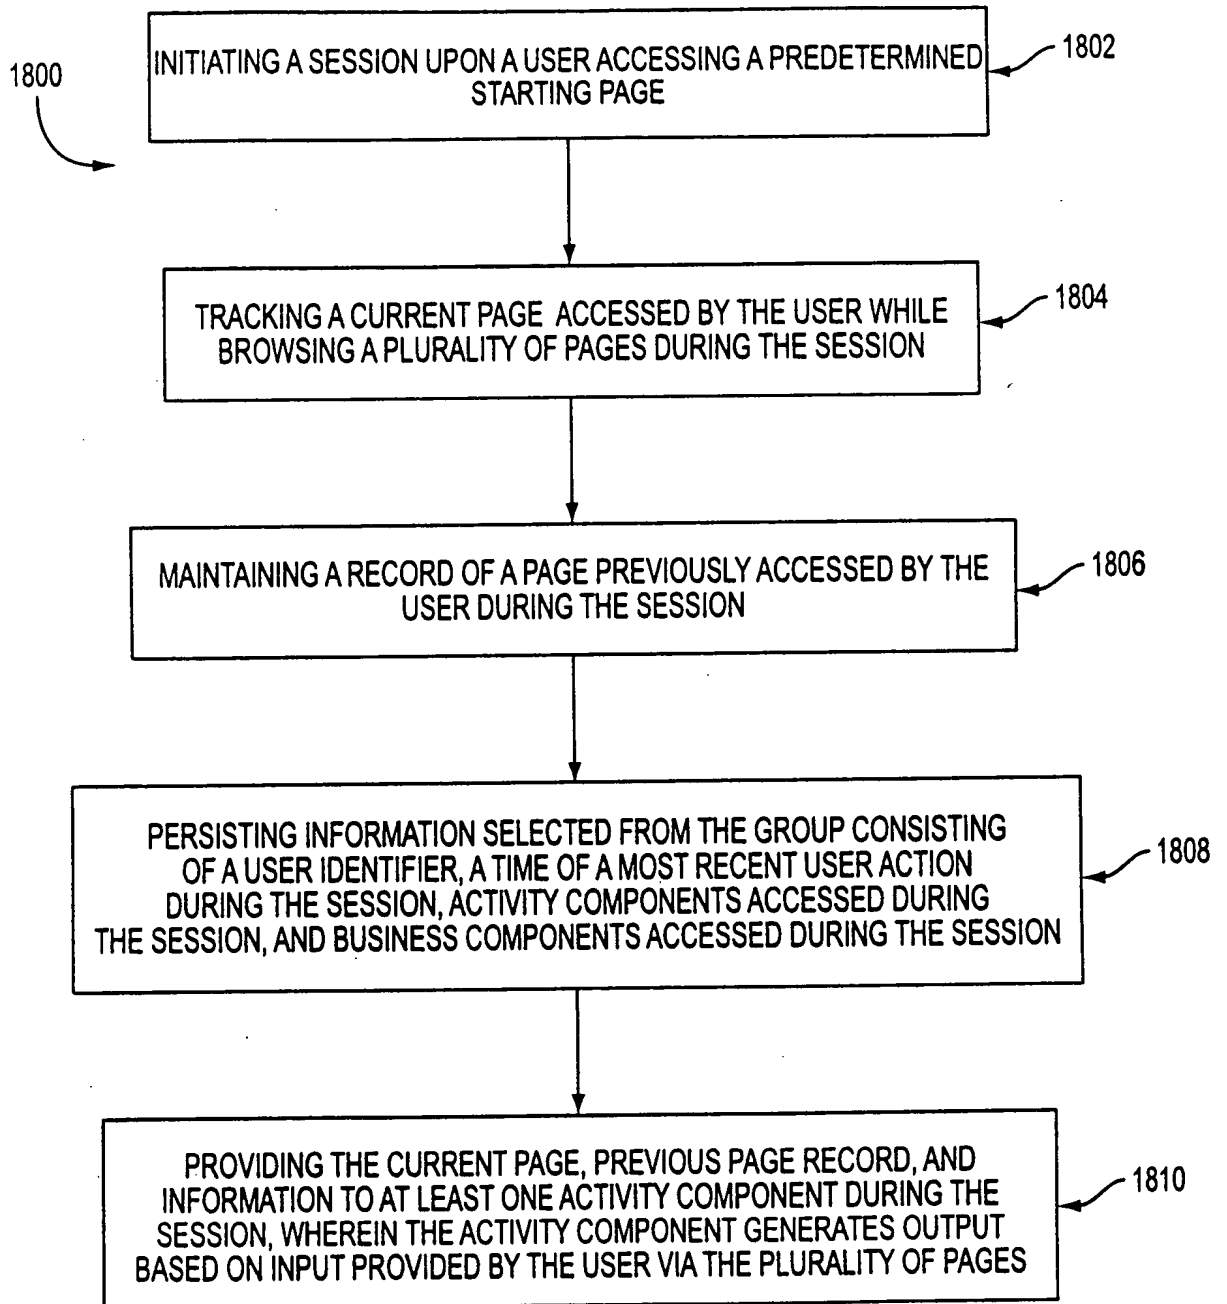 INITIATING A SESSION UPON A USER ACCESSING A PREDETERMINED
STARTING PAGE
1802
1800
TRACKING A CURRENT PAGE ACCESSED BY THE USER WHILE
BROWSING A PLURALITY OF PAGES DURING THE SESSION
1804
MAINTAINING A RECORD OF A PAGE PREVIOUSLY ACCESSED BY THE
USER DURING THE SESSION
1806
PERSISTING INFORMATION SELECTED FROM THE GROUP CONSISTING
OF A USER IDENTIFIER, A TIME OF A MOST RECENT USER ACTION
DURING THE SESSION, ACTIVITY COMPONENTS ACCESSED DURING
THE SESSION, AND BUSINESS COMPONENTS ACCESSED DURING THE SESSION
1808
PROVIDING THE CURRENT PAGE, PREVIOUS PAGE RECORD, AND
INFORMATION TO AT LEAST ONE ACTIVITY COMPONENT DURING THE
SESSION, WHEREIN THE ACTIVITY COMPONENT GENERATES OUTPUT
BASED ON INPUT PROVIDED BY THE USER VIA THE PLURALITY OF PAGES
1810